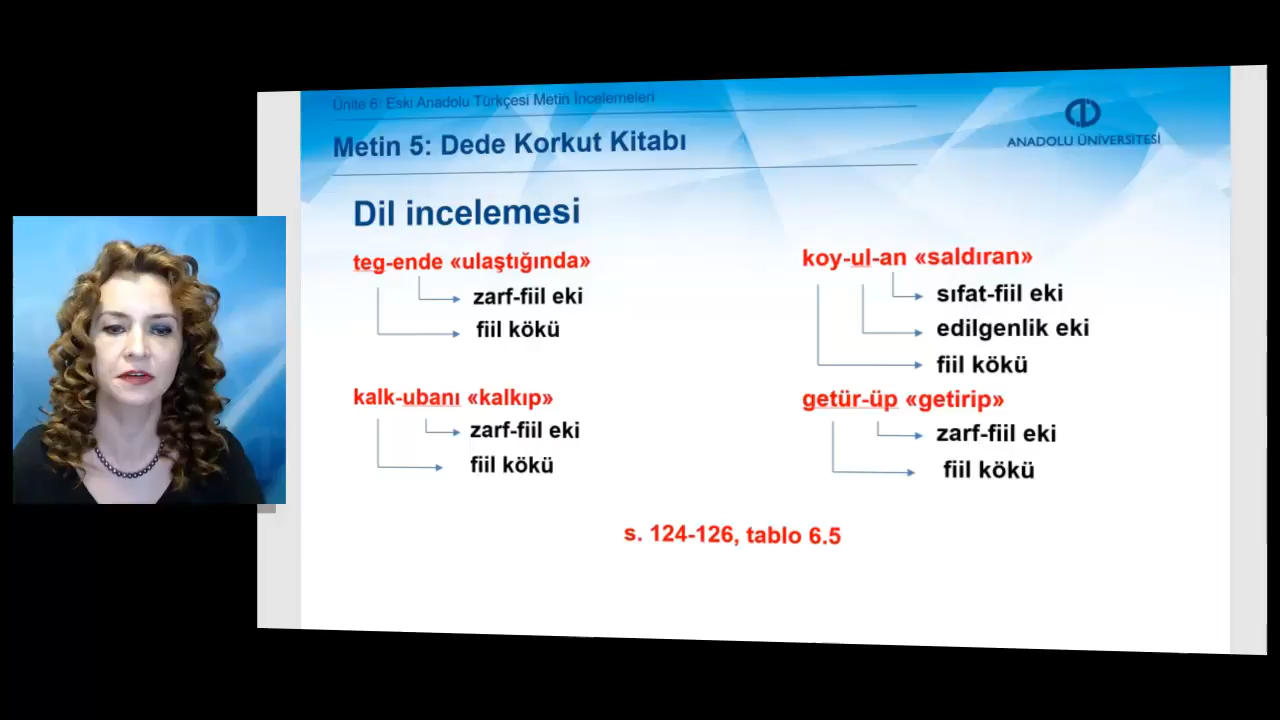 Ünite 6: Eski Anadolu Türkçesi Metin İncelemeleri
Metin 5: Dede Korkut Kitabı
ANADOLU ÜNİVERSİTESİ
Dil incelemesi
teg-ende «ulaştığında»
zarf-fiil eki
fiil kökü
kalk-ubanı «kalkıp»
zarf-fiil eki
fiil kökü
koy-ul-an «saldıran»
sıfat-fiil eki
edilgenlik eki
fiil kökü
getür-üp «getirip»
zarf-fiil eki
fiil kökü
s. 124-126, tablo 6.5